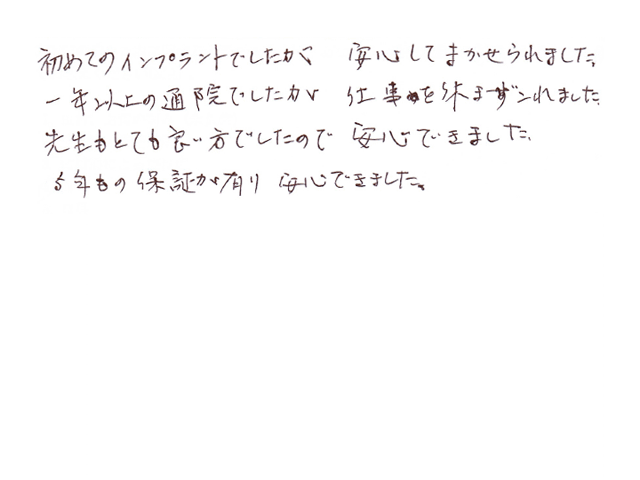 初めてのインプラントでしたが 安心してまかせられました。
一年以上の通院でしたが 仕事を休まず これました。
先生もとても良い方でしたので 安心できました。
5年もの保証が有り 安心できました。